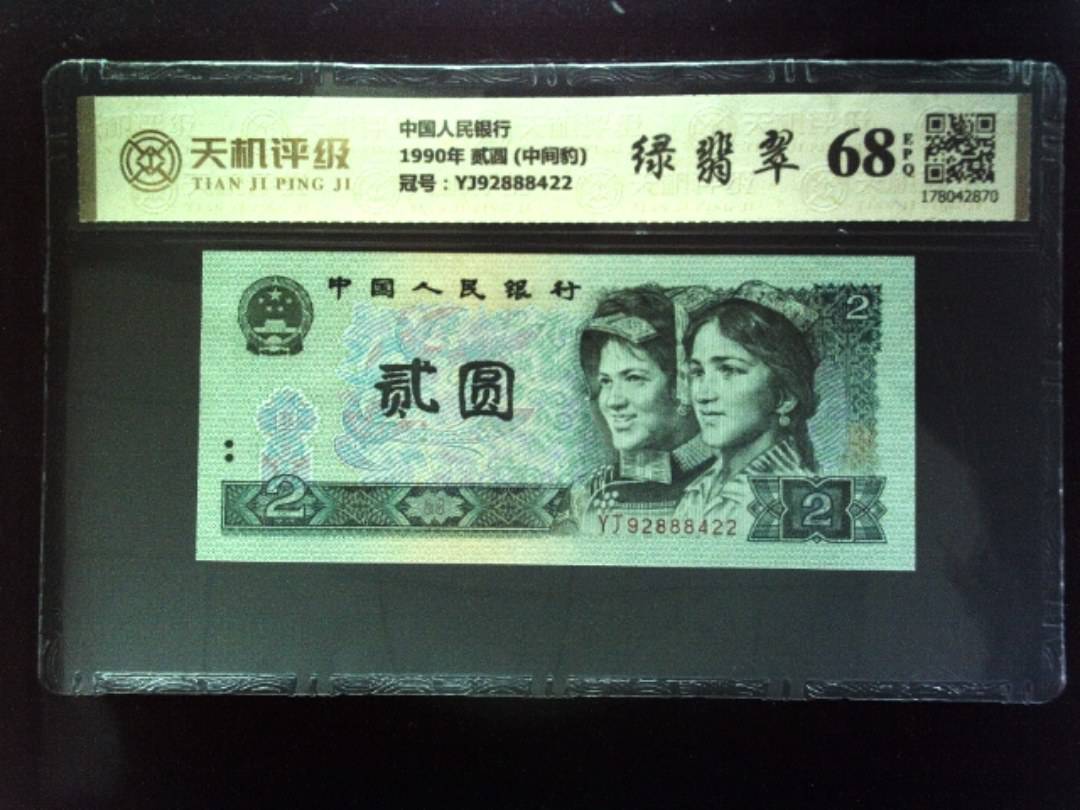 天机评级
TIAN JI PING JI
中国人民银行
1990年 贰圆 (中间豹)
冠号：YJ92888422
绿翡翠
68
EPQ
178042870
中国人民银行
2
贰圆
2
YJ92888422
2